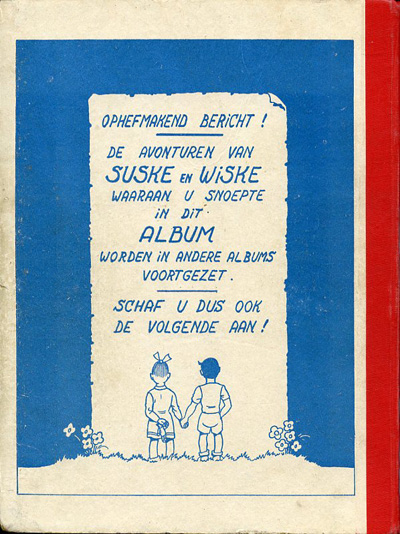 OPHEFMAKEND BERICHT !
DE AVONTUREN VAN
SUSKE EN WiSKE
WAARAAN U SNOEPTE
iN DiT
ALBUM
WORDEN iN ANDERE ALBUMS
VOORTGEZET .
SCHAF U DUS OOK
DE VOLGENDE AAN !